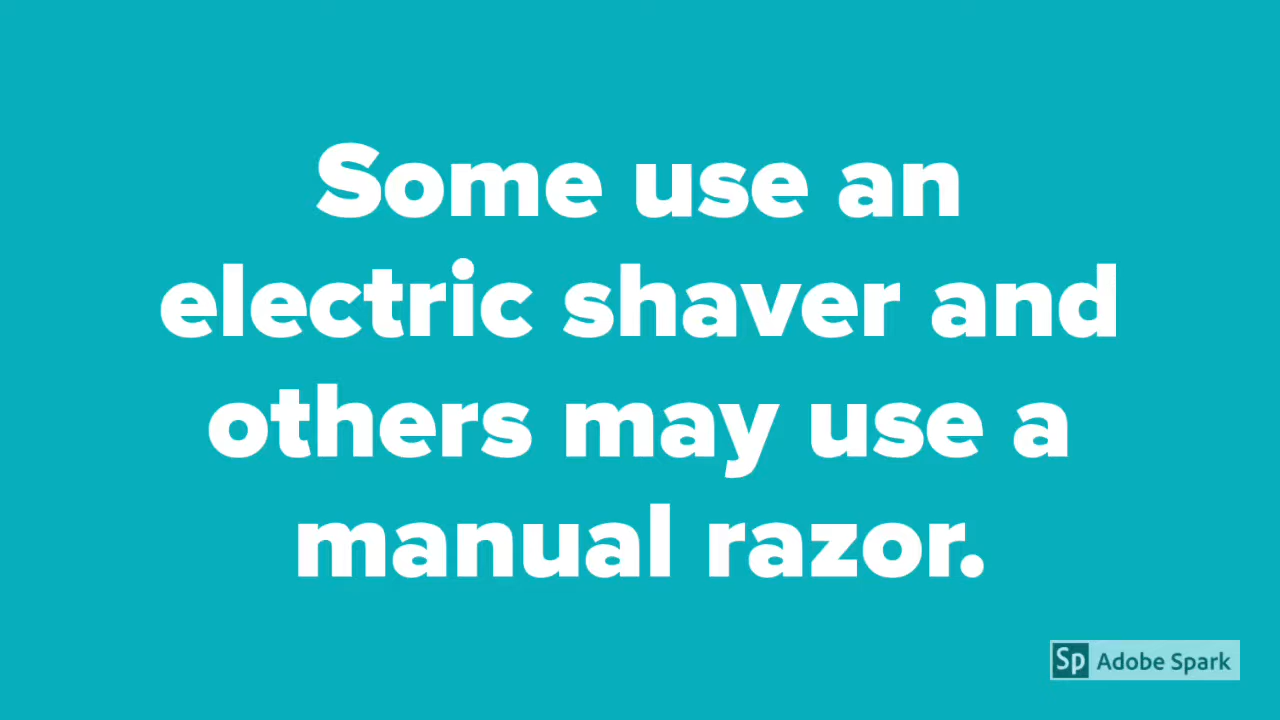 Some use an
electric shaver and
others may use a
manual razor.
Sp Adobe Spark